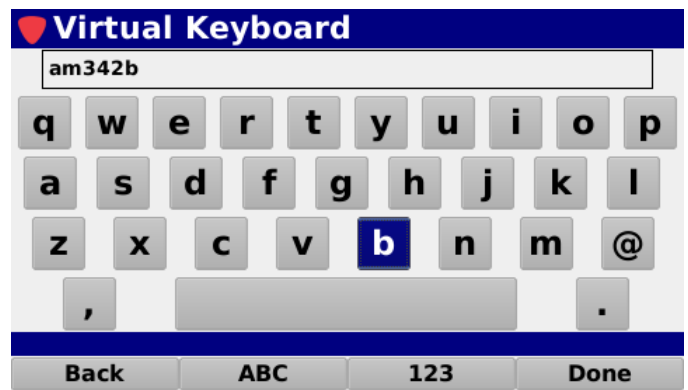 Virtual Keyboard
am342b
q w e r t y u i o p
a s d f g h j k l
z x c v b n m @
, .
Back ABC 123 Done